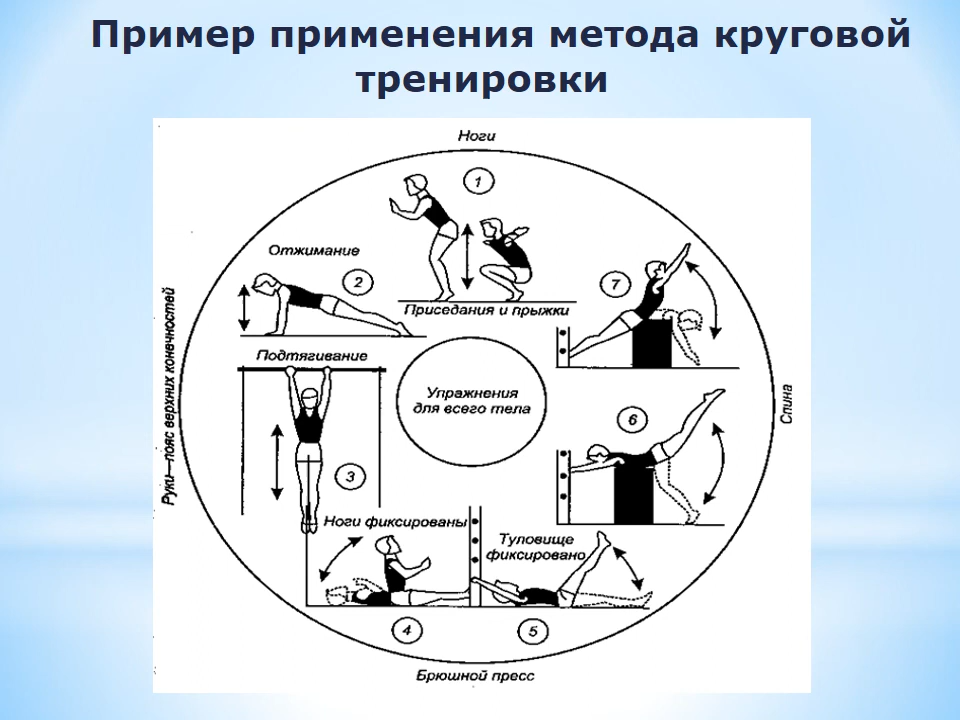 Пример применения метода круговой
тренировки
Ноги
1
Отжимание
2
7
Приседания и прыжки
Руки—пояс верхних конечностей
Подтягивание
Упражнения
для всего тела
Спина
6
3
Ноги фиксированы
Туловище
фиксировано
4
5
Брюшной пресс